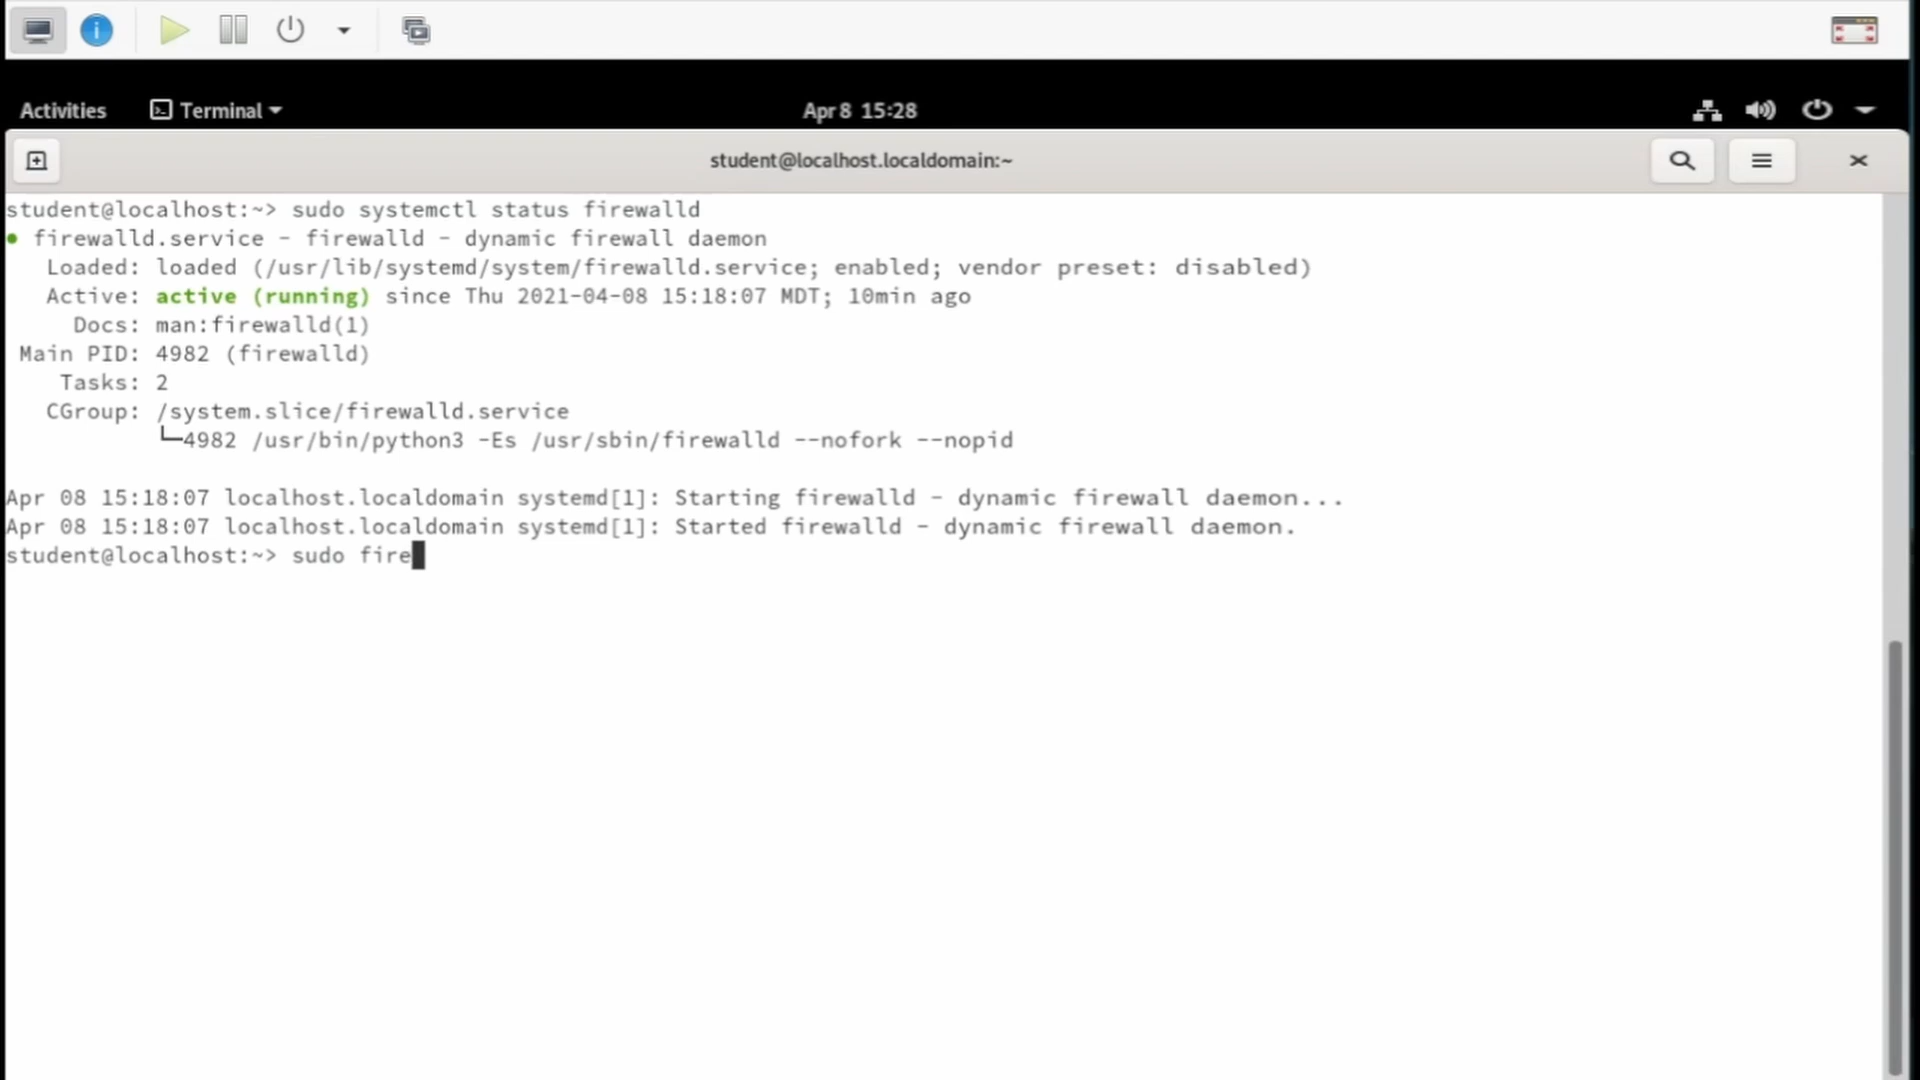 Activities Terminal Apr 8 15:28
student@localhost.localdomain:~
student@localhost:~> sudo systemctl status firewalld
● firewalld.service - firewalld - dynamic firewall daemon
Loaded: loaded (/usr/lib/systemd/system/firewalld.service; enabled; vendor preset: disabled)
Active: active (running) since Thu 2021-04-08 15:18:07 MDT; 10min ago
Docs: man:firewalld(1)
Main PID: 4982 (firewalld)
Tasks: 2
CGroup: /system.slice/firewalld.service
└─4982 /usr/bin/python3 -Es /usr/sbin/firewalld --nofork --nopid
Apr 08 15:18:07 localhost.localdomain systemd[1]: Starting firewalld - dynamic firewall daemon...
Apr 08 15:18:07 localhost.localdomain systemd[1]: Started firewalld - dynamic firewall daemon.
student@localhost:~> sudo fire